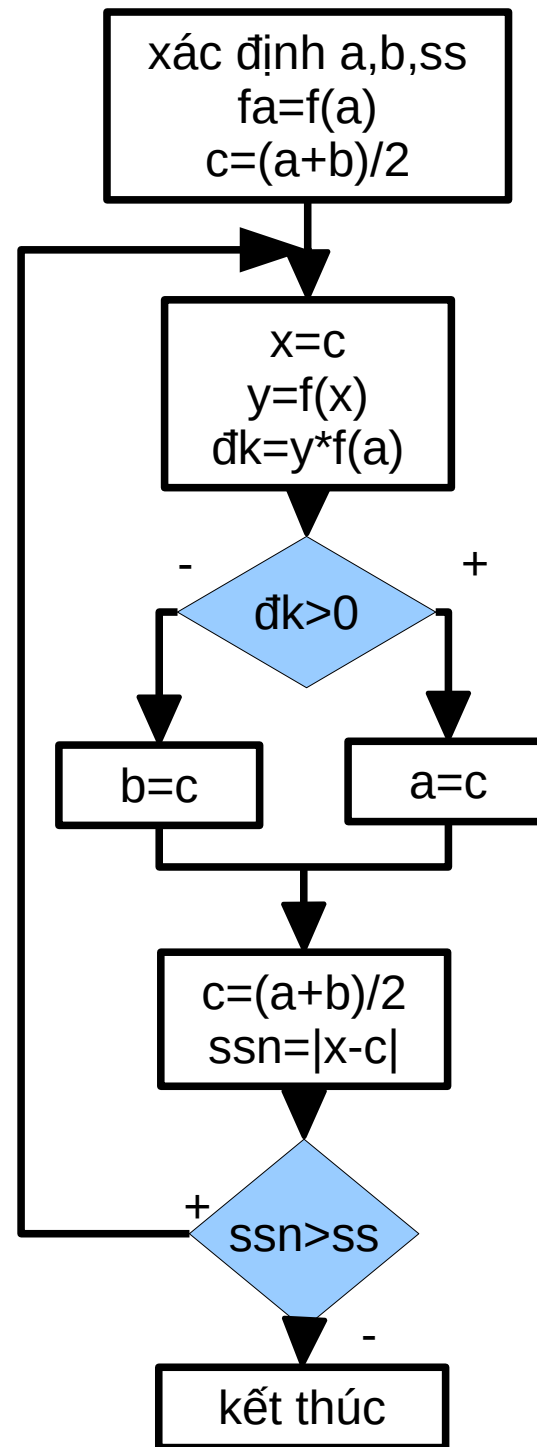 xác định a,b,ss
fa=f(a)
c=(a+b)/2
x=c
y=f(x)
đk=y*f(a)
-
+
đk>0
b=c
a=c
c=(a+b)/2
ssn=|x-c|
+
ssn>ss
-
kết thúc